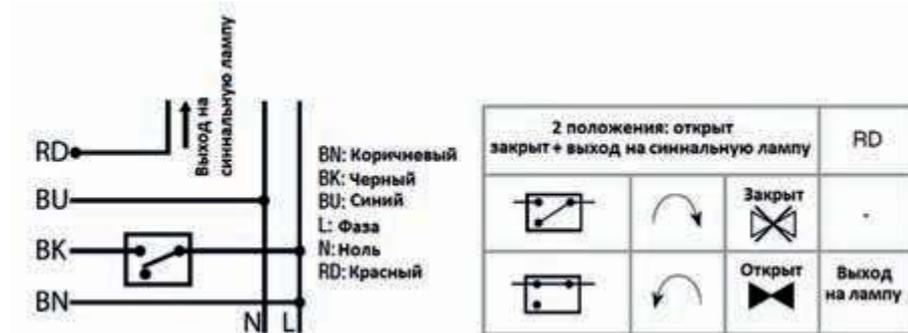 Выход на
синнальную лампу
RD
BU
BK
BN
N L
BN: Коричневый
BK: Черный
BU: Синий
L: Фаза
N: Ноль
RD: Красный
2 положения: открыт
закрыт + выход на синнальную лампу
RD
Закрыт
-
Открыт
Выход
на лампу